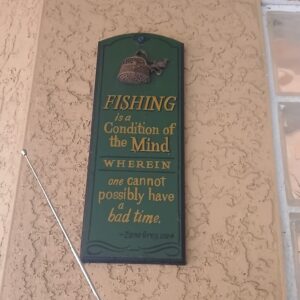 FISHING
is a
Condition of
the Mind
WHEREIN
one cannot
possibly have
a
bad time.